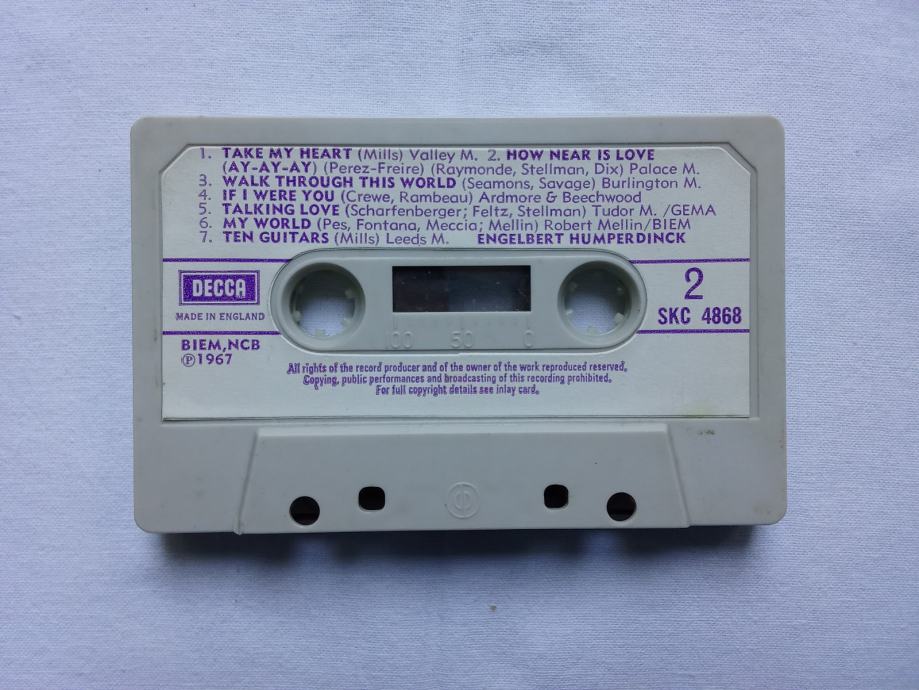 1. TAKE MY HEART (Mills) Valley M. 2. HOW NEAR IS LOVE
(AY-AY-AY) (Perez-Freire) (Raymonde, Stellman, Dix) Palace M.
3. WALK THROUGH THIS WORLD (Seamons, Savage) Burlington M.
4. IF I WERE YOU (Crewe, Rambeau) Ardmore & Beechwood
5. TALKING LOVE (Scharfenberger; Feltz, Stellman) Tudor M. /GEMA
6. MY WORLD (Pes, Fontana, Meccia; Mellin) Robert Mellin/BIEM
7. TEN GUITARS (Mills) Leeds M. ENGELBERT HUMPERDINCK
DECCA
MADE IN ENGLAND
2
SKC 4868
100 50 0
BIEM,NCB
℗1967
All rights of the record producer and of the owner of the work reproduced reserved.
Copying, public performances and broadcasting of this recording prohibited.
For full copyright details see inlay card.